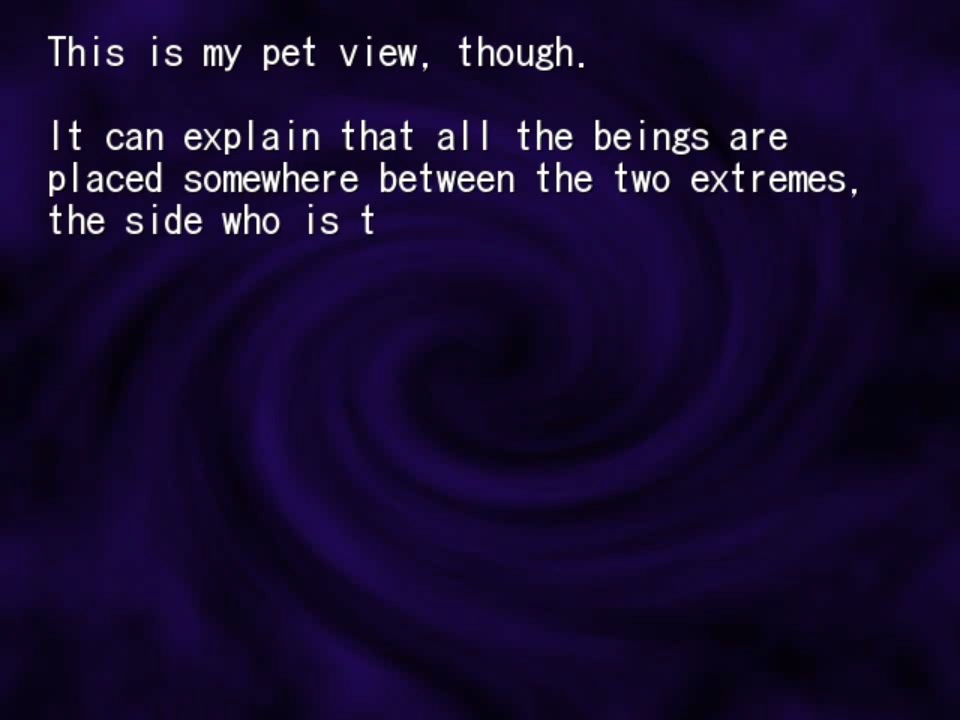 This is my pet view, though.
It can explain that all the beings are
placed somewhere between the two extremes,
the side who is t